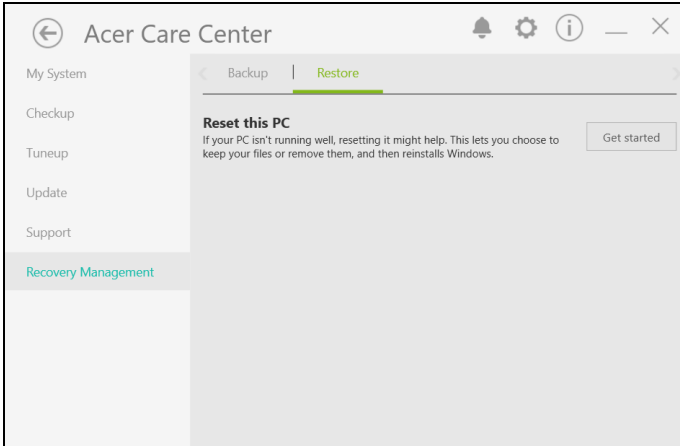 Acer Care Center
My System
Checkup
Tuneup
Update
Support
Recovery Management
Backup
Restore
Reset this PC
If your PC isn't running well, resetting it might help. This lets you choose to
keep your files or remove them, and then reinstalls Windows.
Get started